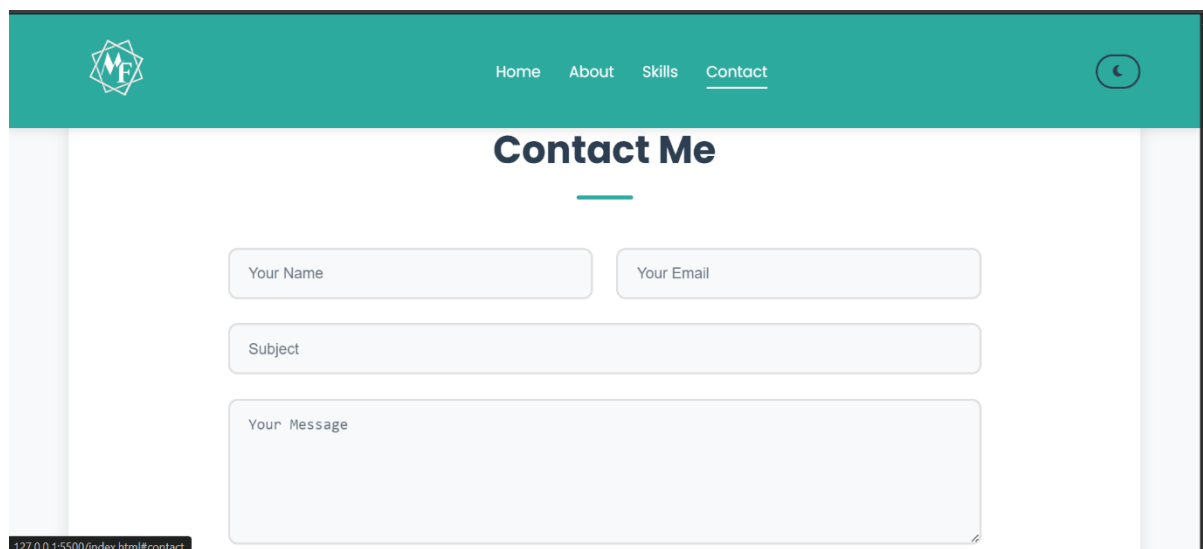 MF
Home About Skills Contact
Contact Me
Your Name Your Email
Subject
Your Message
127.0.0.1:5500/index.html#contact